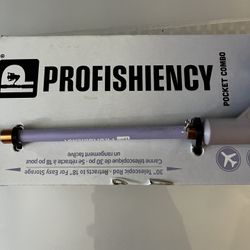 PROFISHIENCY
POCKET COMBO
30" Telescopic Rod - Retracts to 18" For Easy Storage
Canne télescopique de 30 po - Se rétracte à 18 po pour
un rangement facile